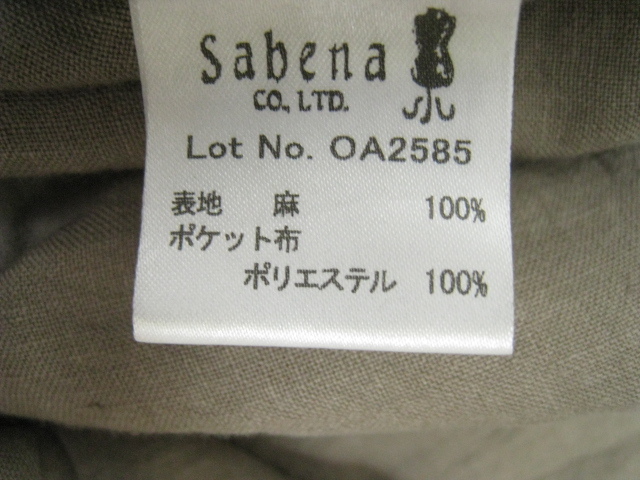 Sabena
CO., LTD.
Lot No. OA2585
表地 麻 100%
ポケット布
ポリエステル 100%